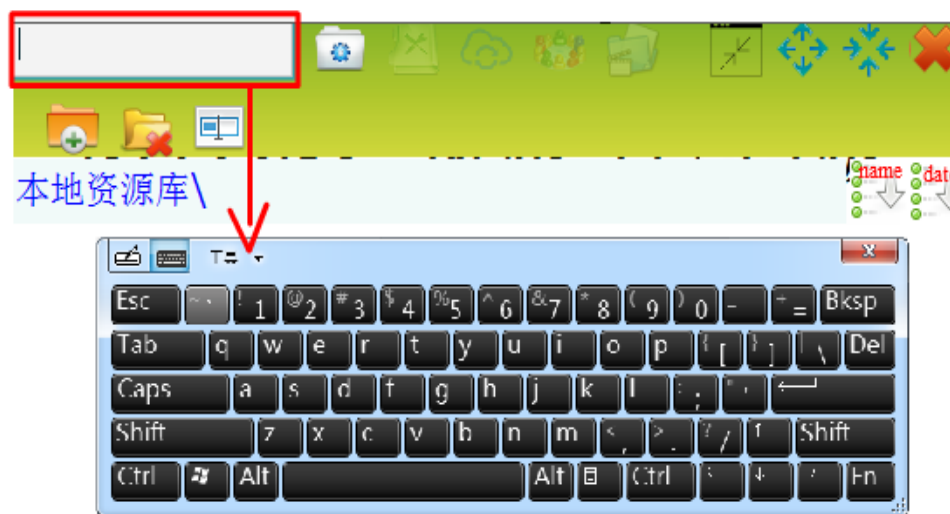 本地资源库\
name date
Esc ~ ` ! 1 @ 2 # 3 $ 4 % 5 ^ 6 & 7 * 8 ( 9 ) 0 - + = Bksp
Tab q w e r t y u i o p { [ } ] | \ Del
Caps a s d f g h j k l : ; " '
Shift z x c v b n m < , > . ? / Shift
Ctrl Alt Alt Ctrl Fn